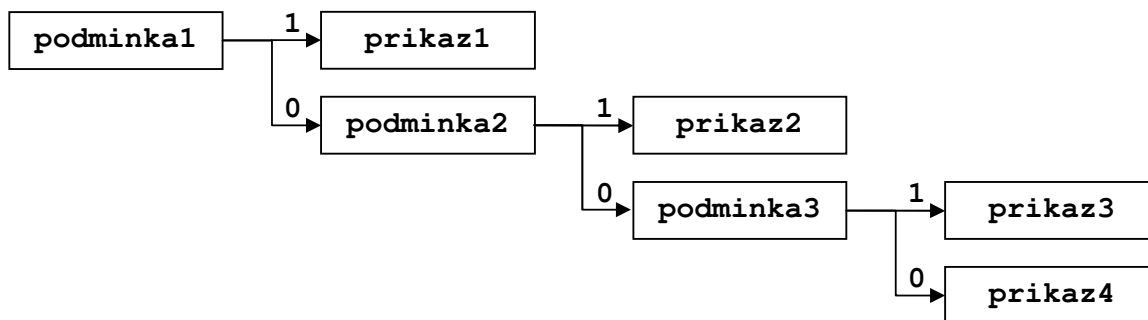 podminka1 1 prikaz1
0 podminka2 1 prikaz2
0 podminka3 1 prikaz3
0 prikaz4